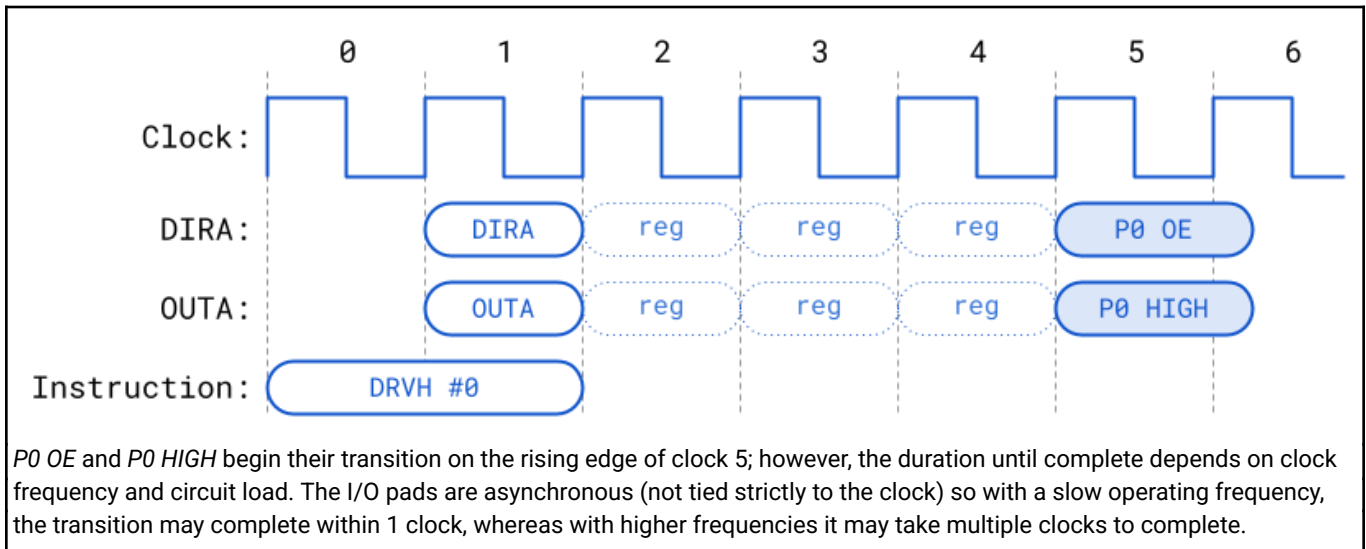 0 1 2 3 4 5 6
Clock:
DIRA: DIRA reg reg reg P0 OE
OUTA: OUTA reg reg reg P0 HIGH
Instruction: DRVH #0
P0 OE and P0 HIGH begin their transition on the rising edge of clock 5; however, the duration until complete depends on clock
frequency and circuit load. The I/O pads are asynchronous (not tied strictly to the clock) so with a slow operating frequency,
the transition may complete within 1 clock, whereas with higher frequencies it may take multiple clocks to complete.